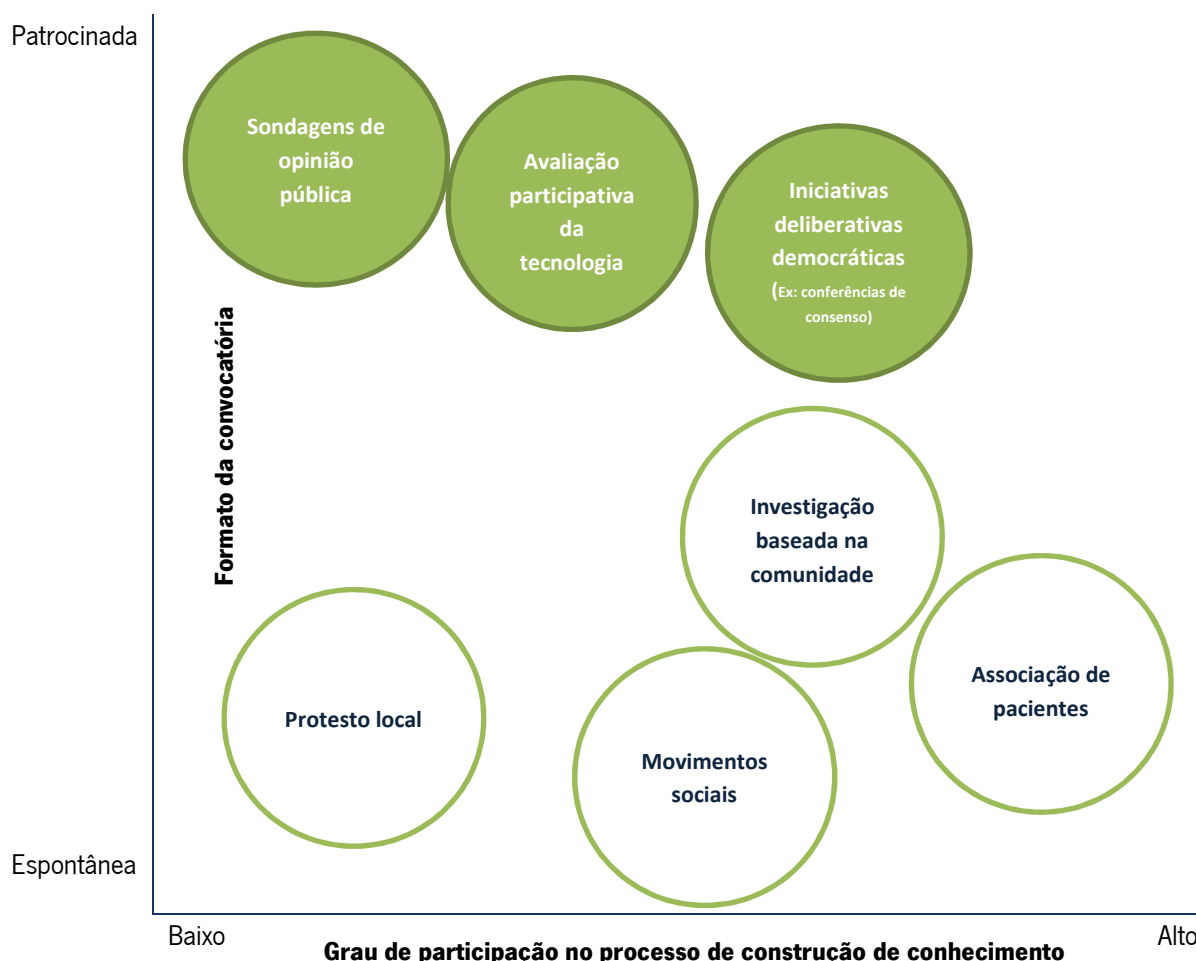 Patrocinada
Sondagens de
opinião
pública
Avaliação
participativa
da
tecnologia
Iniciativas
deliberativas
democráticas
(Ex: conferências de
consenso)
Formato da convocatória
Investigação
baseada na
comunidade
Associação de
pacientes
Protesto local
Movimentos
sociais
Espontânea
Baixo
Alto
Grau de participação no processo de construção de conhecimento